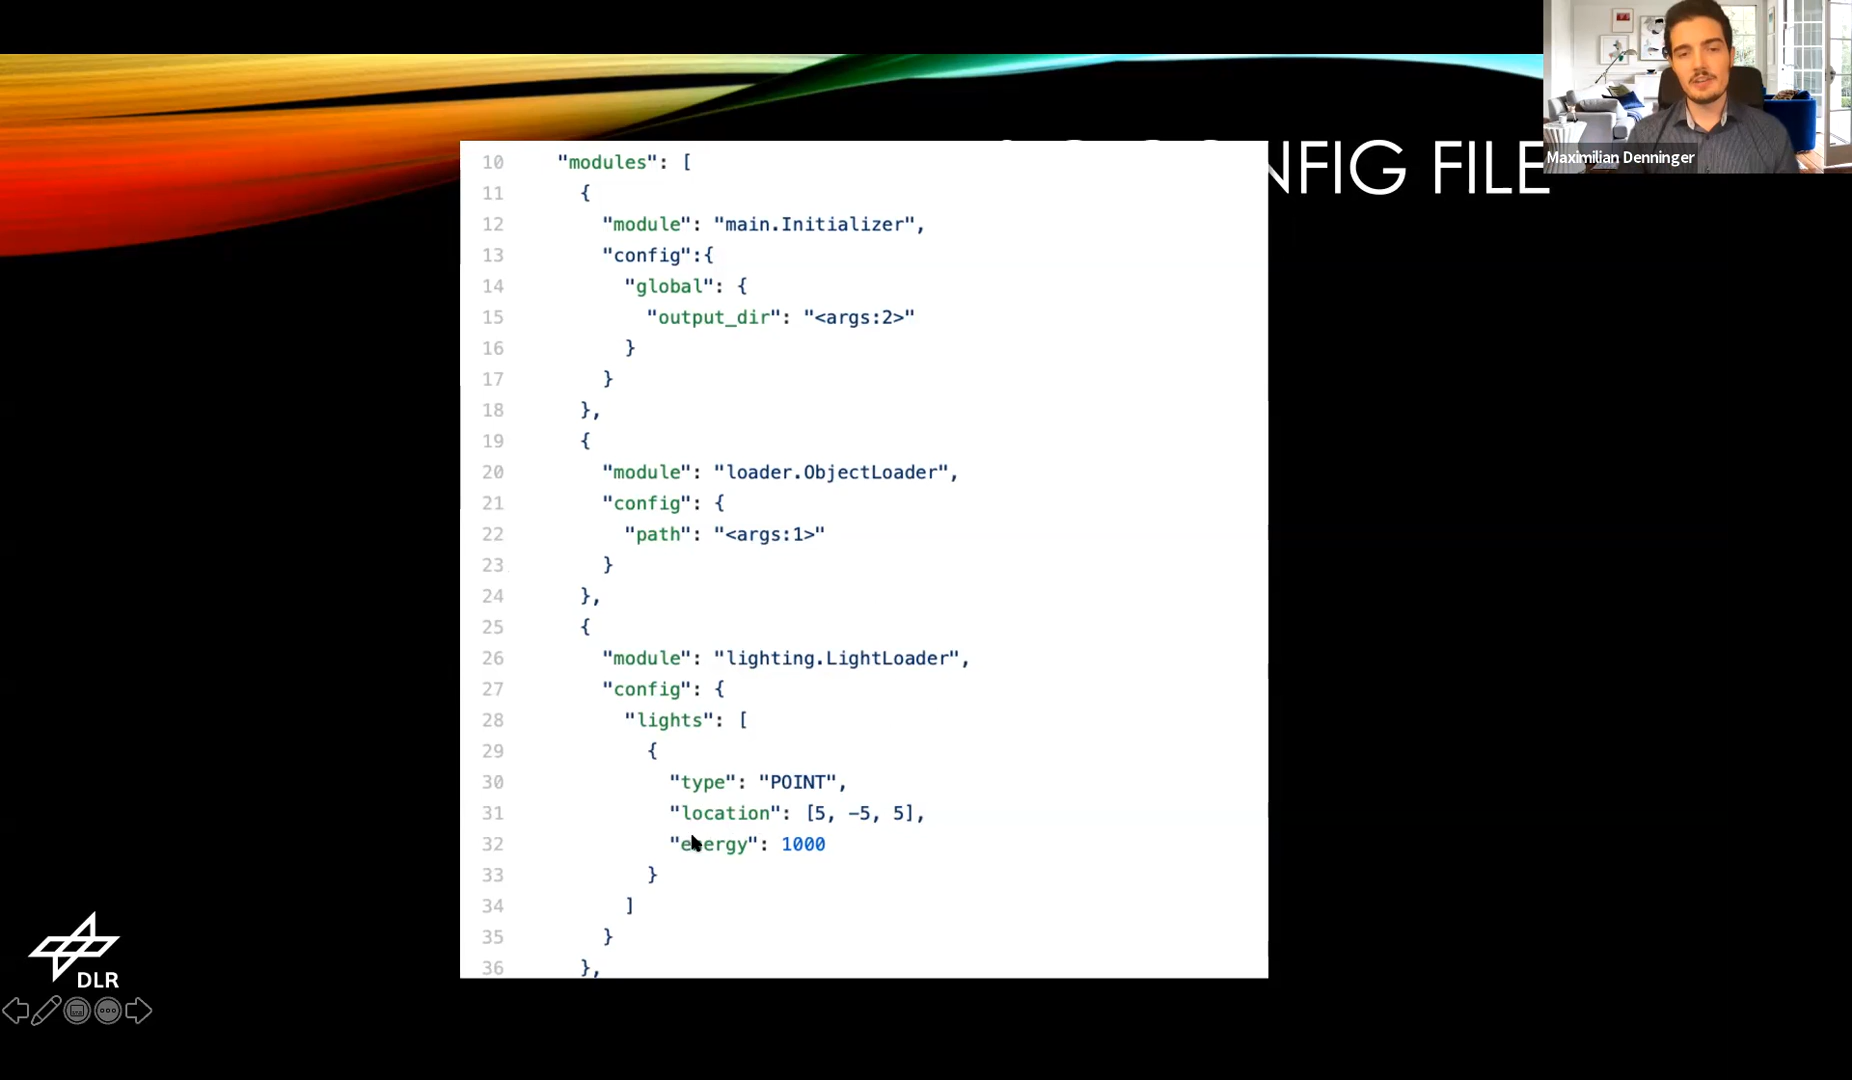 NFIG FILE
Maximilian Denninger
10 "modules": [
11 {
12 "module": "main.Initializer",
13 "config":{
14 "global": {
15 "output_dir": "<args:2>"
16 }
17 }
18 },
19 {
20 "module": "loader.ObjectLoader",
21 "config": {
22 "path": "<args:1>"
23 }
24 },
25 {
26 "module": "lighting.LightLoader",
27 "config": {
28 "lights": [
29 {
30 "type": "POINT",
31 "location": [5, -5, 5],
32 "energy": 1000
33 }
34 ]
35 }
36 },
DLR